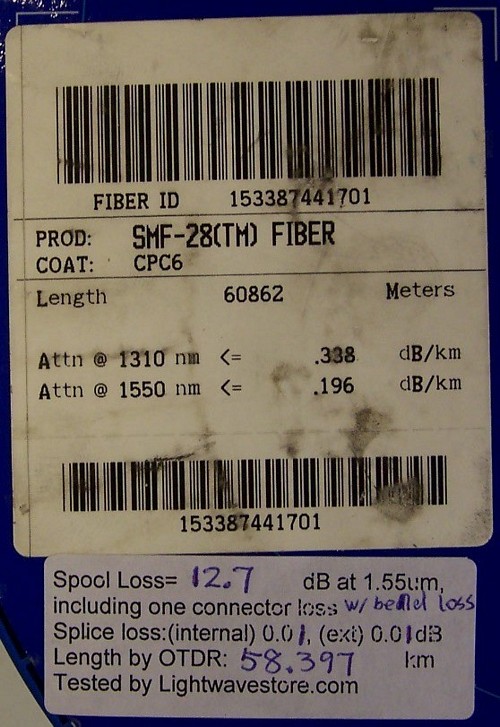 FIBER ID 153387441701
PROD: SMF-28(TM) FIBER
COAT: CPC6
Length 60862 Meters
Attn @ 1310 nm <= .338 dB/km
Attn @ 1550 nm <= .196 dB/km
153387441701
Spool Loss= 12.7 dB at 1.55um,
including one connector loss w/ loss
Splice loss:(internal) 0.01, (ext) 0.01dB
Length by OTDR: 58.397 km
Tested by Lightwavestore.com